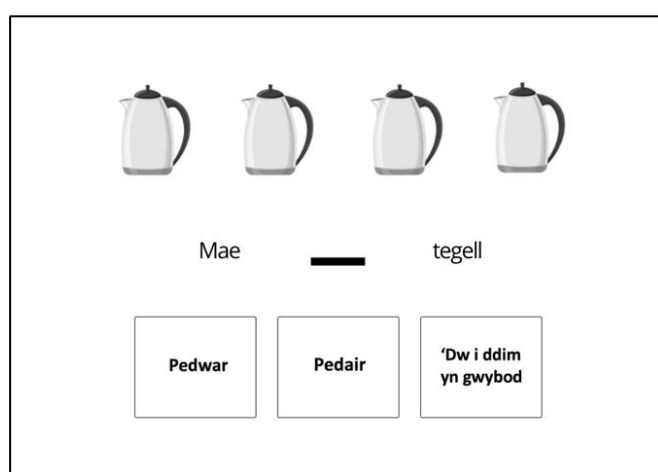 Mae tegell
Pedwar
Pedair
‘Dw i ddim
yn gwybod